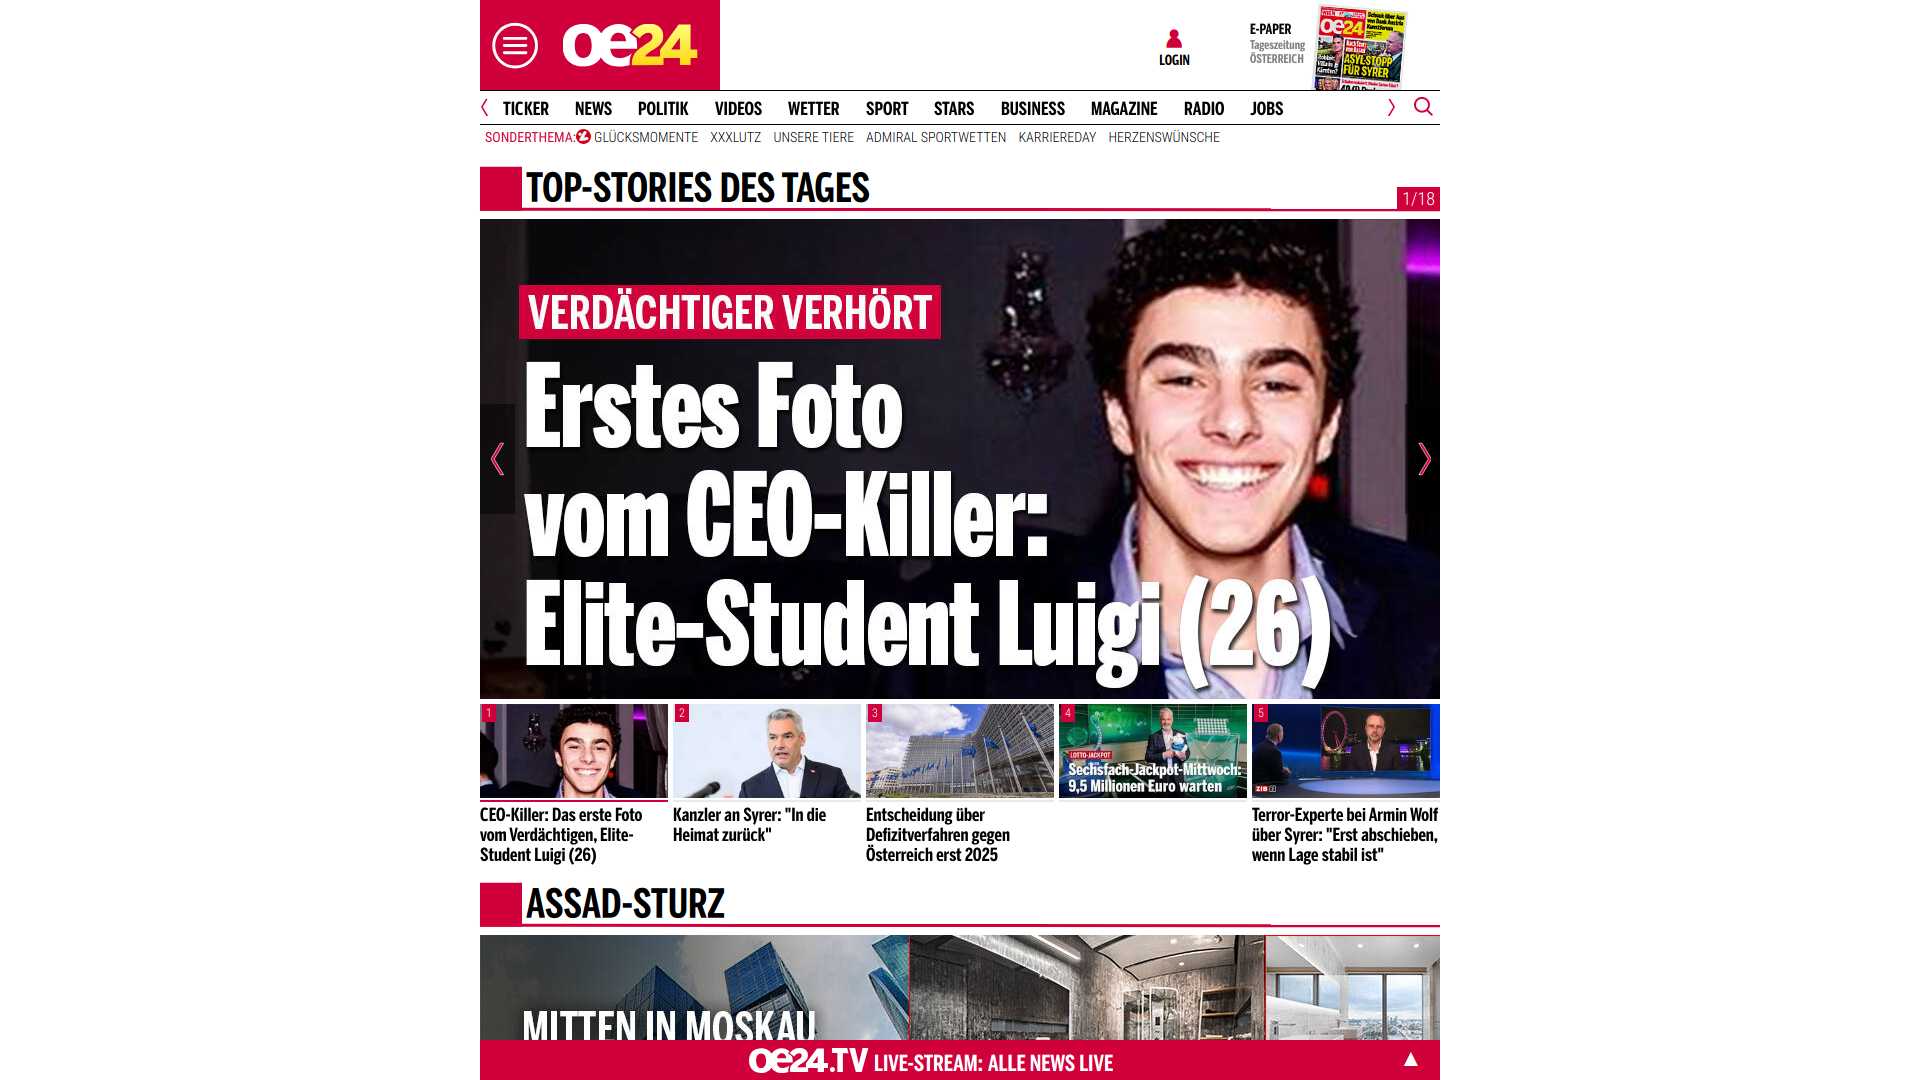 oe24
LOGIN
E-PAPER
Tageszeitung
ÖSTERREICH
oe24
ASYL-STOPP
FÜR SYRER
TICKER NEWS POLITIK VIDEOS WETTER SPORT STARS BUSINESS MAGAZINE RADIO JOBS
SONDERTHEMA: GLÜCKSMOMENTE XXXLUTZ UNSERE TIERE ADMIRAL SPORTWETTEN KARRIEREDAY HERZENSWÜNSCHE
TOP-STORIES DES TAGES
1/18
VERDÄCHTIGER VERHÖRT
Erstes Foto
vom CEO-Killer:
Elite-Student Luigi (26)
1
CEO-Killer: Das erste Foto
vom Verdächtigen, Elite-
Student Luigi (26)
2
Kanzler an Syrer: "In die
Heimat zurück"
3
Entscheidung über
Defizitverfahren gegen
Österreich erst 2025
4
LOTTO-JACKPOT
Sechsfach-Jackpot-Mittwoch:
9,5 Millionen Euro warten
5
ZIB 2
Terror-Experte bei Armin Wolf
über Syrer: "Erst abschieben,
wenn Lage stabil ist"
ASSAD-STURZ
MITTEN IN MOSKAU
oe24.TV LIVE-STREAM: ALLE NEWS LIVE